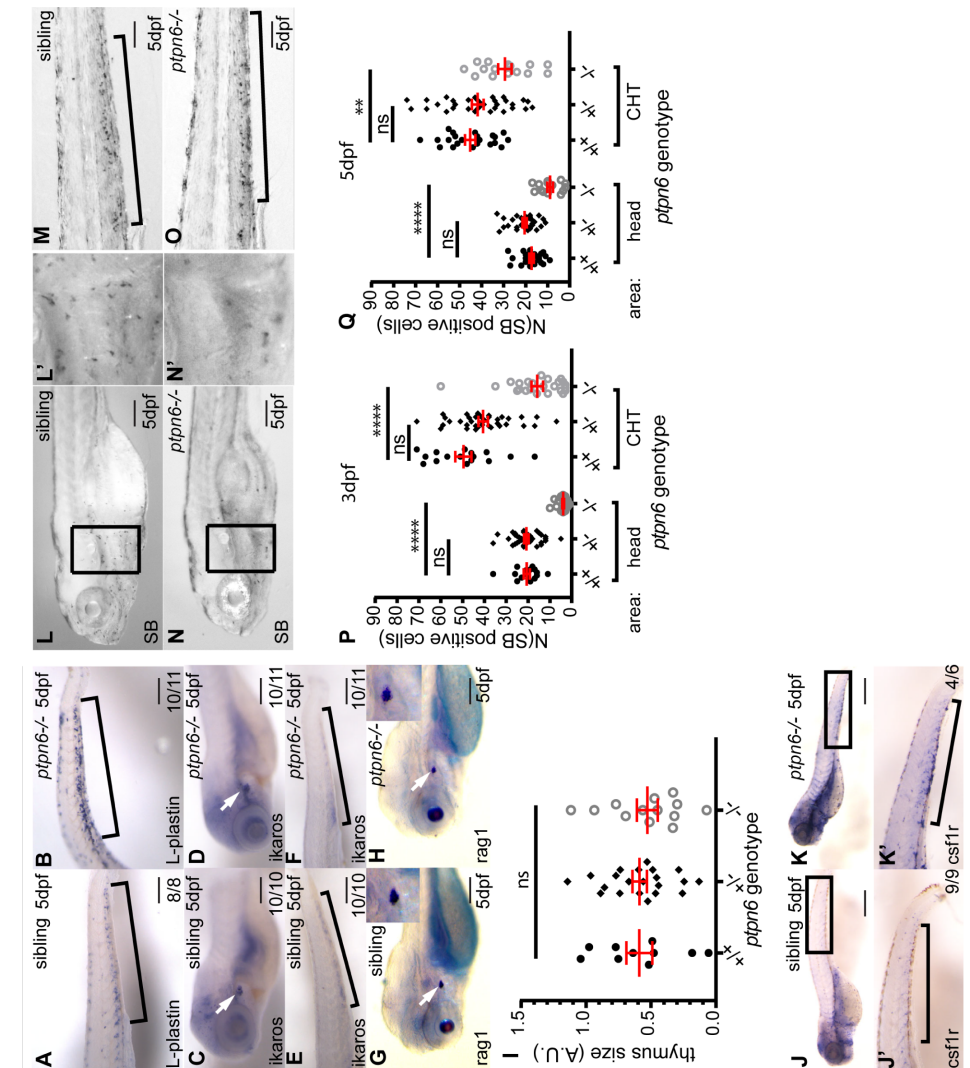 A
sibling 5dpf
L-plastin
8/8
B
ptpn6-/- 5dpf
L-plastin
10/11
C
sibling 5dpf
ikaros
10/10
D
ptpn6-/- 5dpf
ikaros
10/11
E
sibling 5dpf
ikaros
10/10
F
ptpn6-/- 5dpf
ikaros
10/11
G
sibling
rag1
5dpf
H
ptpn6-/-
rag1
5dpf
I
ns
thymus size (A.U.)
1.5
1.0
0.5
0.0
+/+
+/-
-/-
ptpn6 genotype
J
sibling 5dpf
K
ptpn6-/- 5dpf
J'
csf1r
9/9
K'
csf1r
4/6
L
sibling
SB
5dpf
L'
M
sibling
5dpf
N
ptpn6-/-
SB
5dpf
N'
O
ptpn6-/-
5dpf
P
3dpf
N(SB positive cells)
90
80
70
60
50
40
30
20
10
0
****
ns
****
ns
+/+
+/-
-/-
+/+
+/-
-/-
area:
head
CHT
ptpn6 genotype
Q
5dpf
N(SB positive cells)
90
80
70
60
50
40
30
20
10
0
****
ns
**
ns
+/+
+/-
-/-
+/+
+/-
-/-
area:
head
CHT
ptpn6 genotype